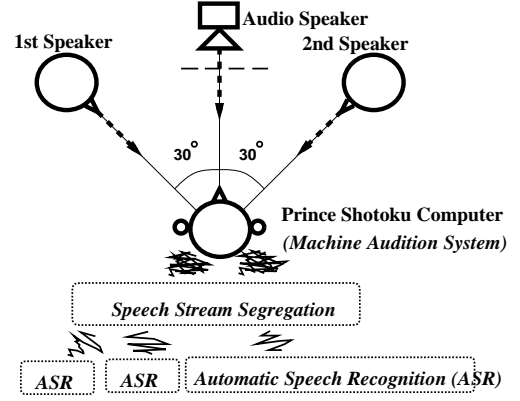 Audio Speaker
1st Speaker
2nd Speaker
30°
30°
Prince Shotoku Computer
(Machine Audition System)
Speech Stream Segregation
ASR
ASR
Automatic Speech Recognition (ASR)